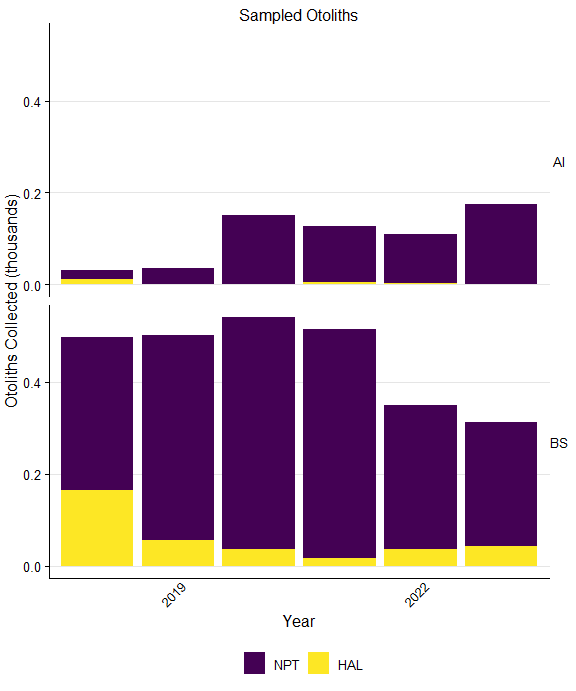 Sampled Otoliths
0.4
0.2
0.0
AI
Otoliths Collected (thousands)
0.4
0.2
0.0
BS
2019 2022
Year
NPT HAL